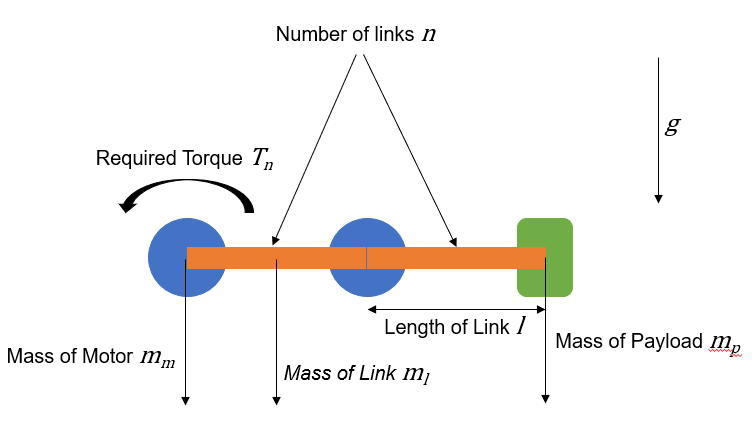 Number of links n
g
Required Torque Tn
Length of Link l
Mass of Motor mm
Mass of Link ml
Mass of Payload mp